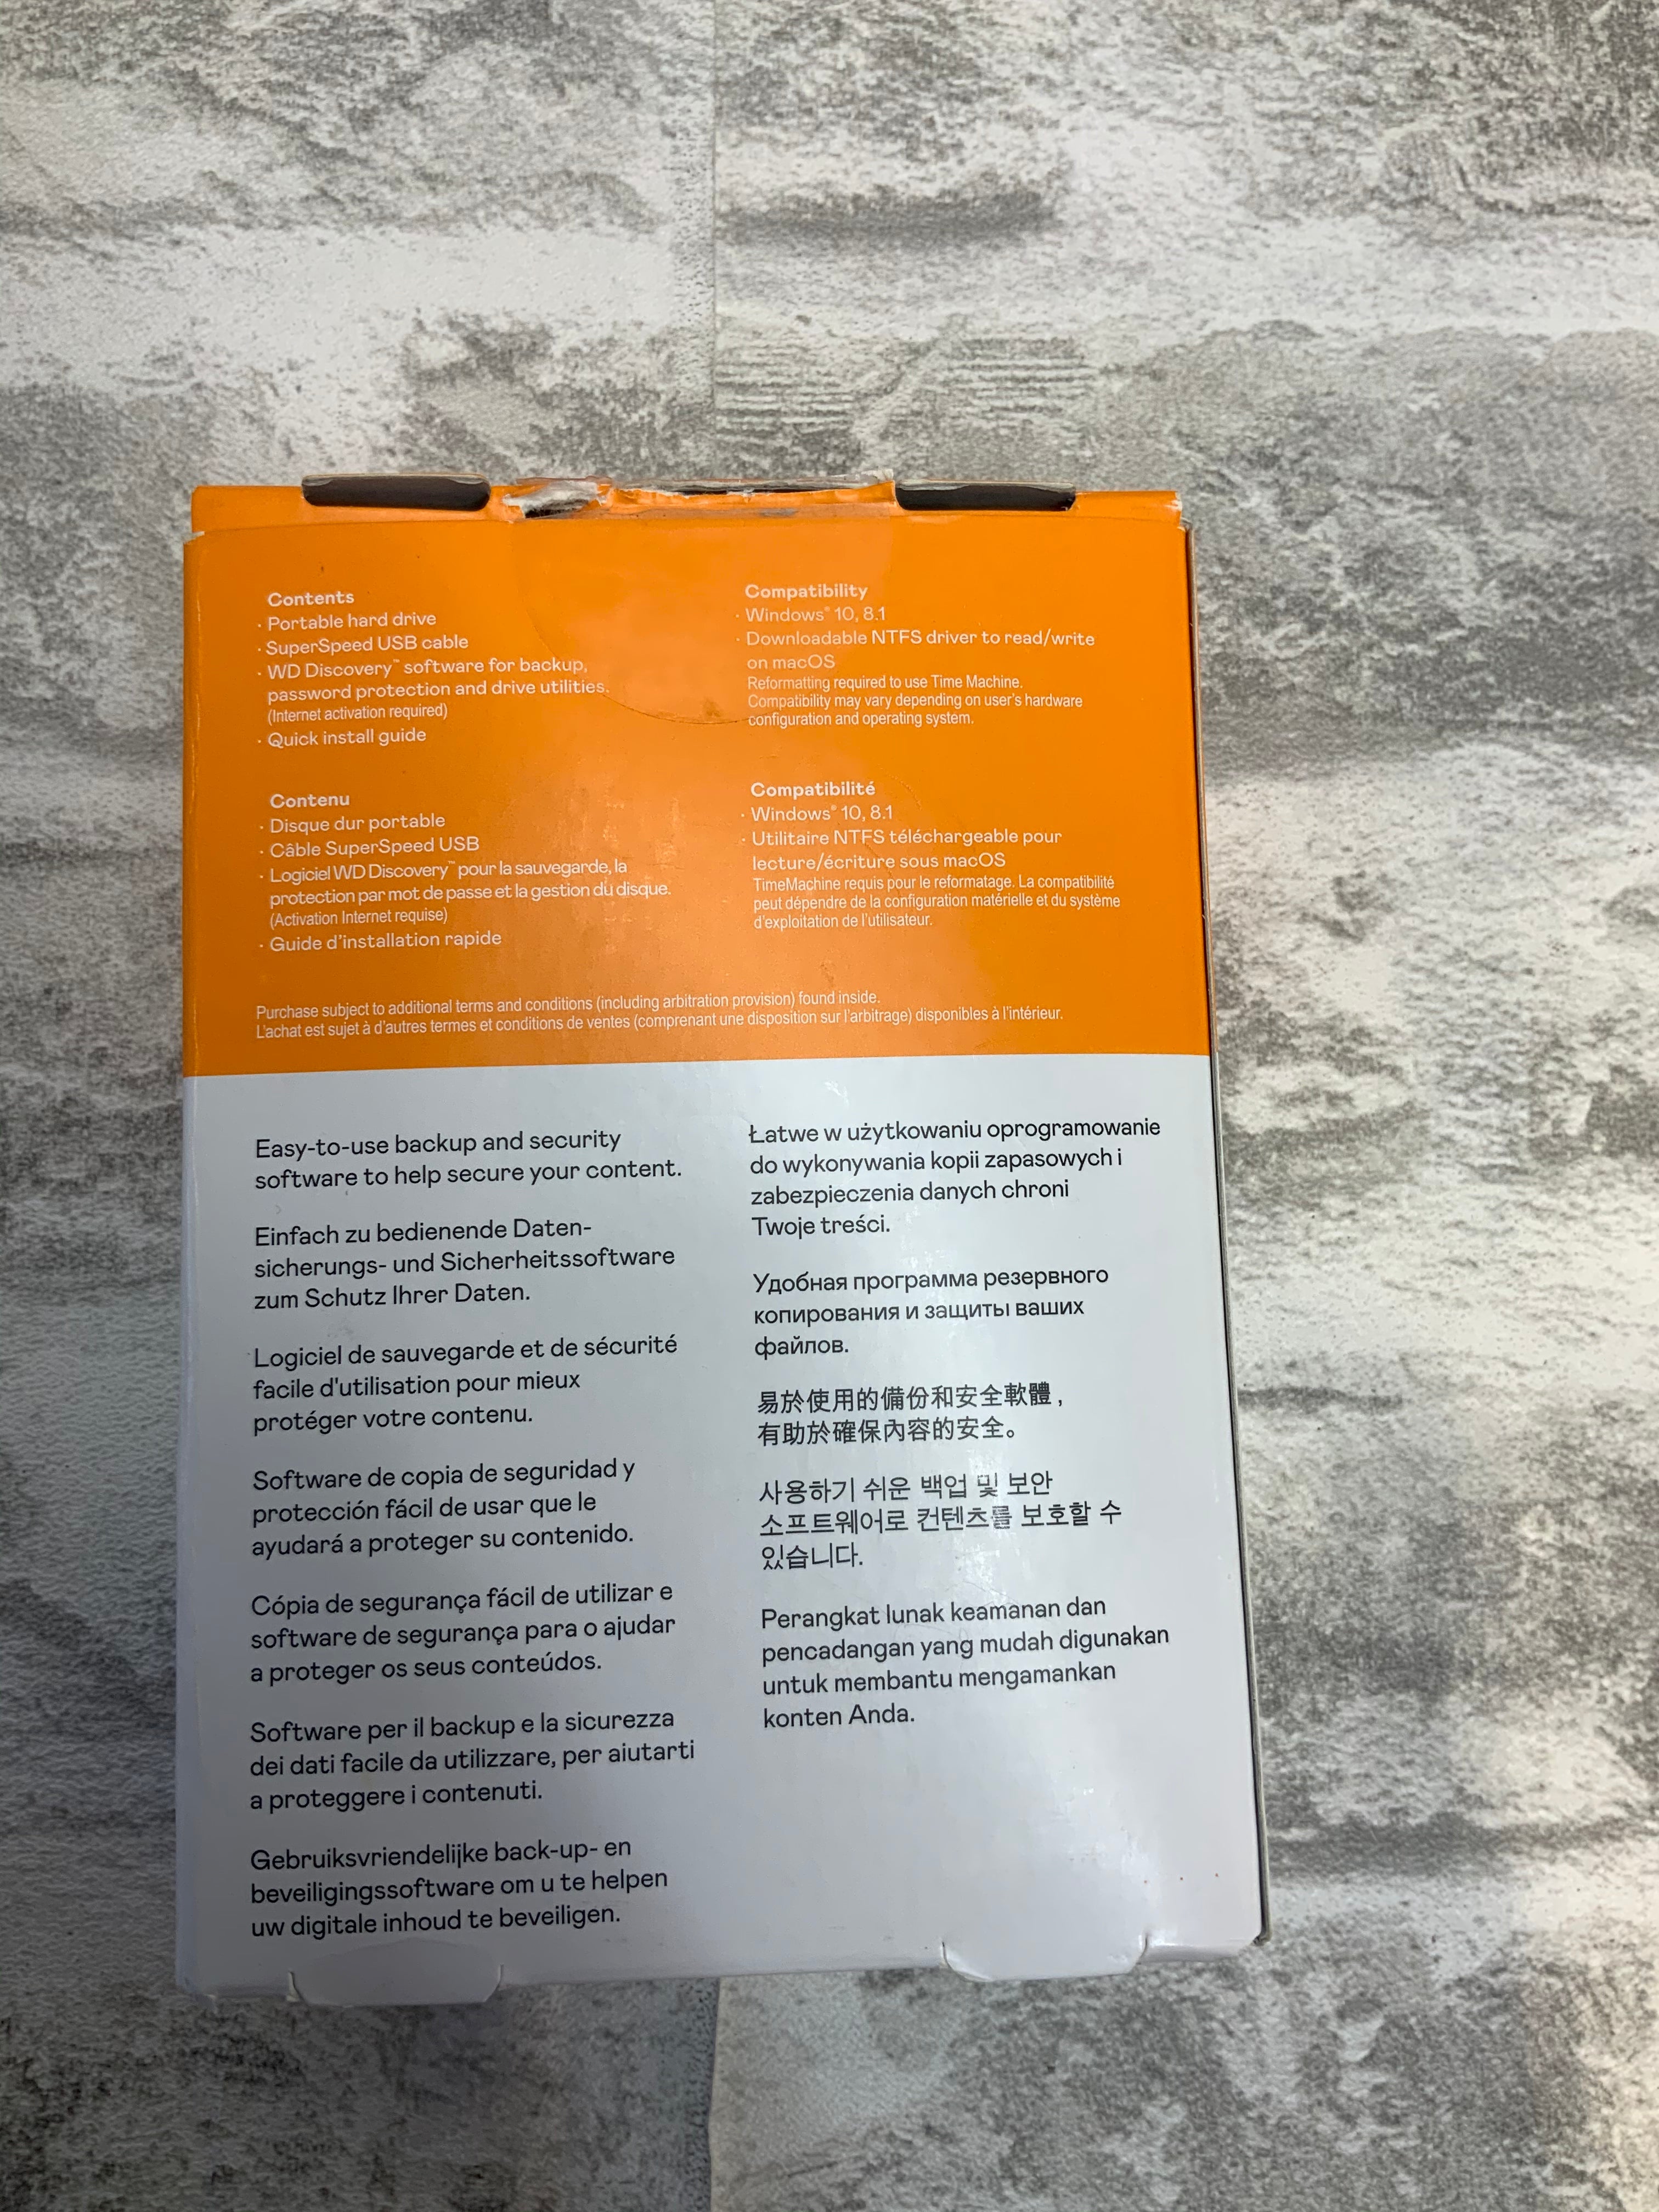 Contents
· Portable hard drive
· SuperSpeed USB cable
· WD Discovery™ software for backup,
password protection and drive utilities.
(Internet activation required)
· Quick install guide
Compatibility
· Windows® 10, 8.1
· Downloadable NTFS driver to read/write
on macOS
Reformatting required to use Time Machine.
Compatibility may vary depending on user's hardware
configuration and operating system.
Contenu
· Disque dur portable
· Câble SuperSpeed USB
· Logiciel WD Discovery™ pour la sauvegarde, la
protection par mot de passe et la gestion du disque.
(Activation Internet requise)
· Guide d'installation rapide
Compatibilité
· Windows® 10, 8.1
· Utilitaire NTFS téléchargeable pour
lecture/écriture sous macOS
TimeMachine requis pour le reformatage. La compatibilité
peut dépendre de la configuration matérielle et du système
d'exploitation de l'utilisateur.
Purchase subject to additional terms and conditions (including arbitration provision) found inside.
L'achat est sujet à d'autres termes et conditions de ventes (comprenant une disposition sur l'arbitrage) disponibles à l'intérieur.
Easy-to-use backup and security
software to help secure your content.
Einfach zu bedienende Daten-
sicherungs- und Sicherheitssoftware
zum Schutz Ihrer Daten.
Logiciel de sauvegarde et de sécurité
facile d'utilisation pour mieux
protéger votre contenu.
Software de copia de seguridad y
protección fácil de usar que le
ayudará a proteger su contenido.
Cópia de segurança fácil de utilizar e
software de segurança para o ajudar
a proteger os seus conteúdos.
Software per il backup e la sicurezza
dei dati facile da utilizzare, per aiutarti
a proteggere i contenuti.
Gebruiksvriendelijke back-up- en
beveiligingssoftware om u te helpen
uw digitale inhoud te beveiligen.
Łatwe w użytkowaniu oprogramowanie
do wykonywania kopii zapasowych i
zabezpieczenia danych chroni
Twoje treści.
Удобная программа резервного
копирования и защиты ваших
файлов.
易於使用的備份和安全軟體，
有助於確保內容的安全。
사용하기 쉬운 백업 및 보안
소프트웨어로 컨텐츠를 보호할 수
있습니다.
Perangkat lunak keamanan dan
pencadangan yang mudah digunakan
untuk membantu mengamankan
konten Anda.